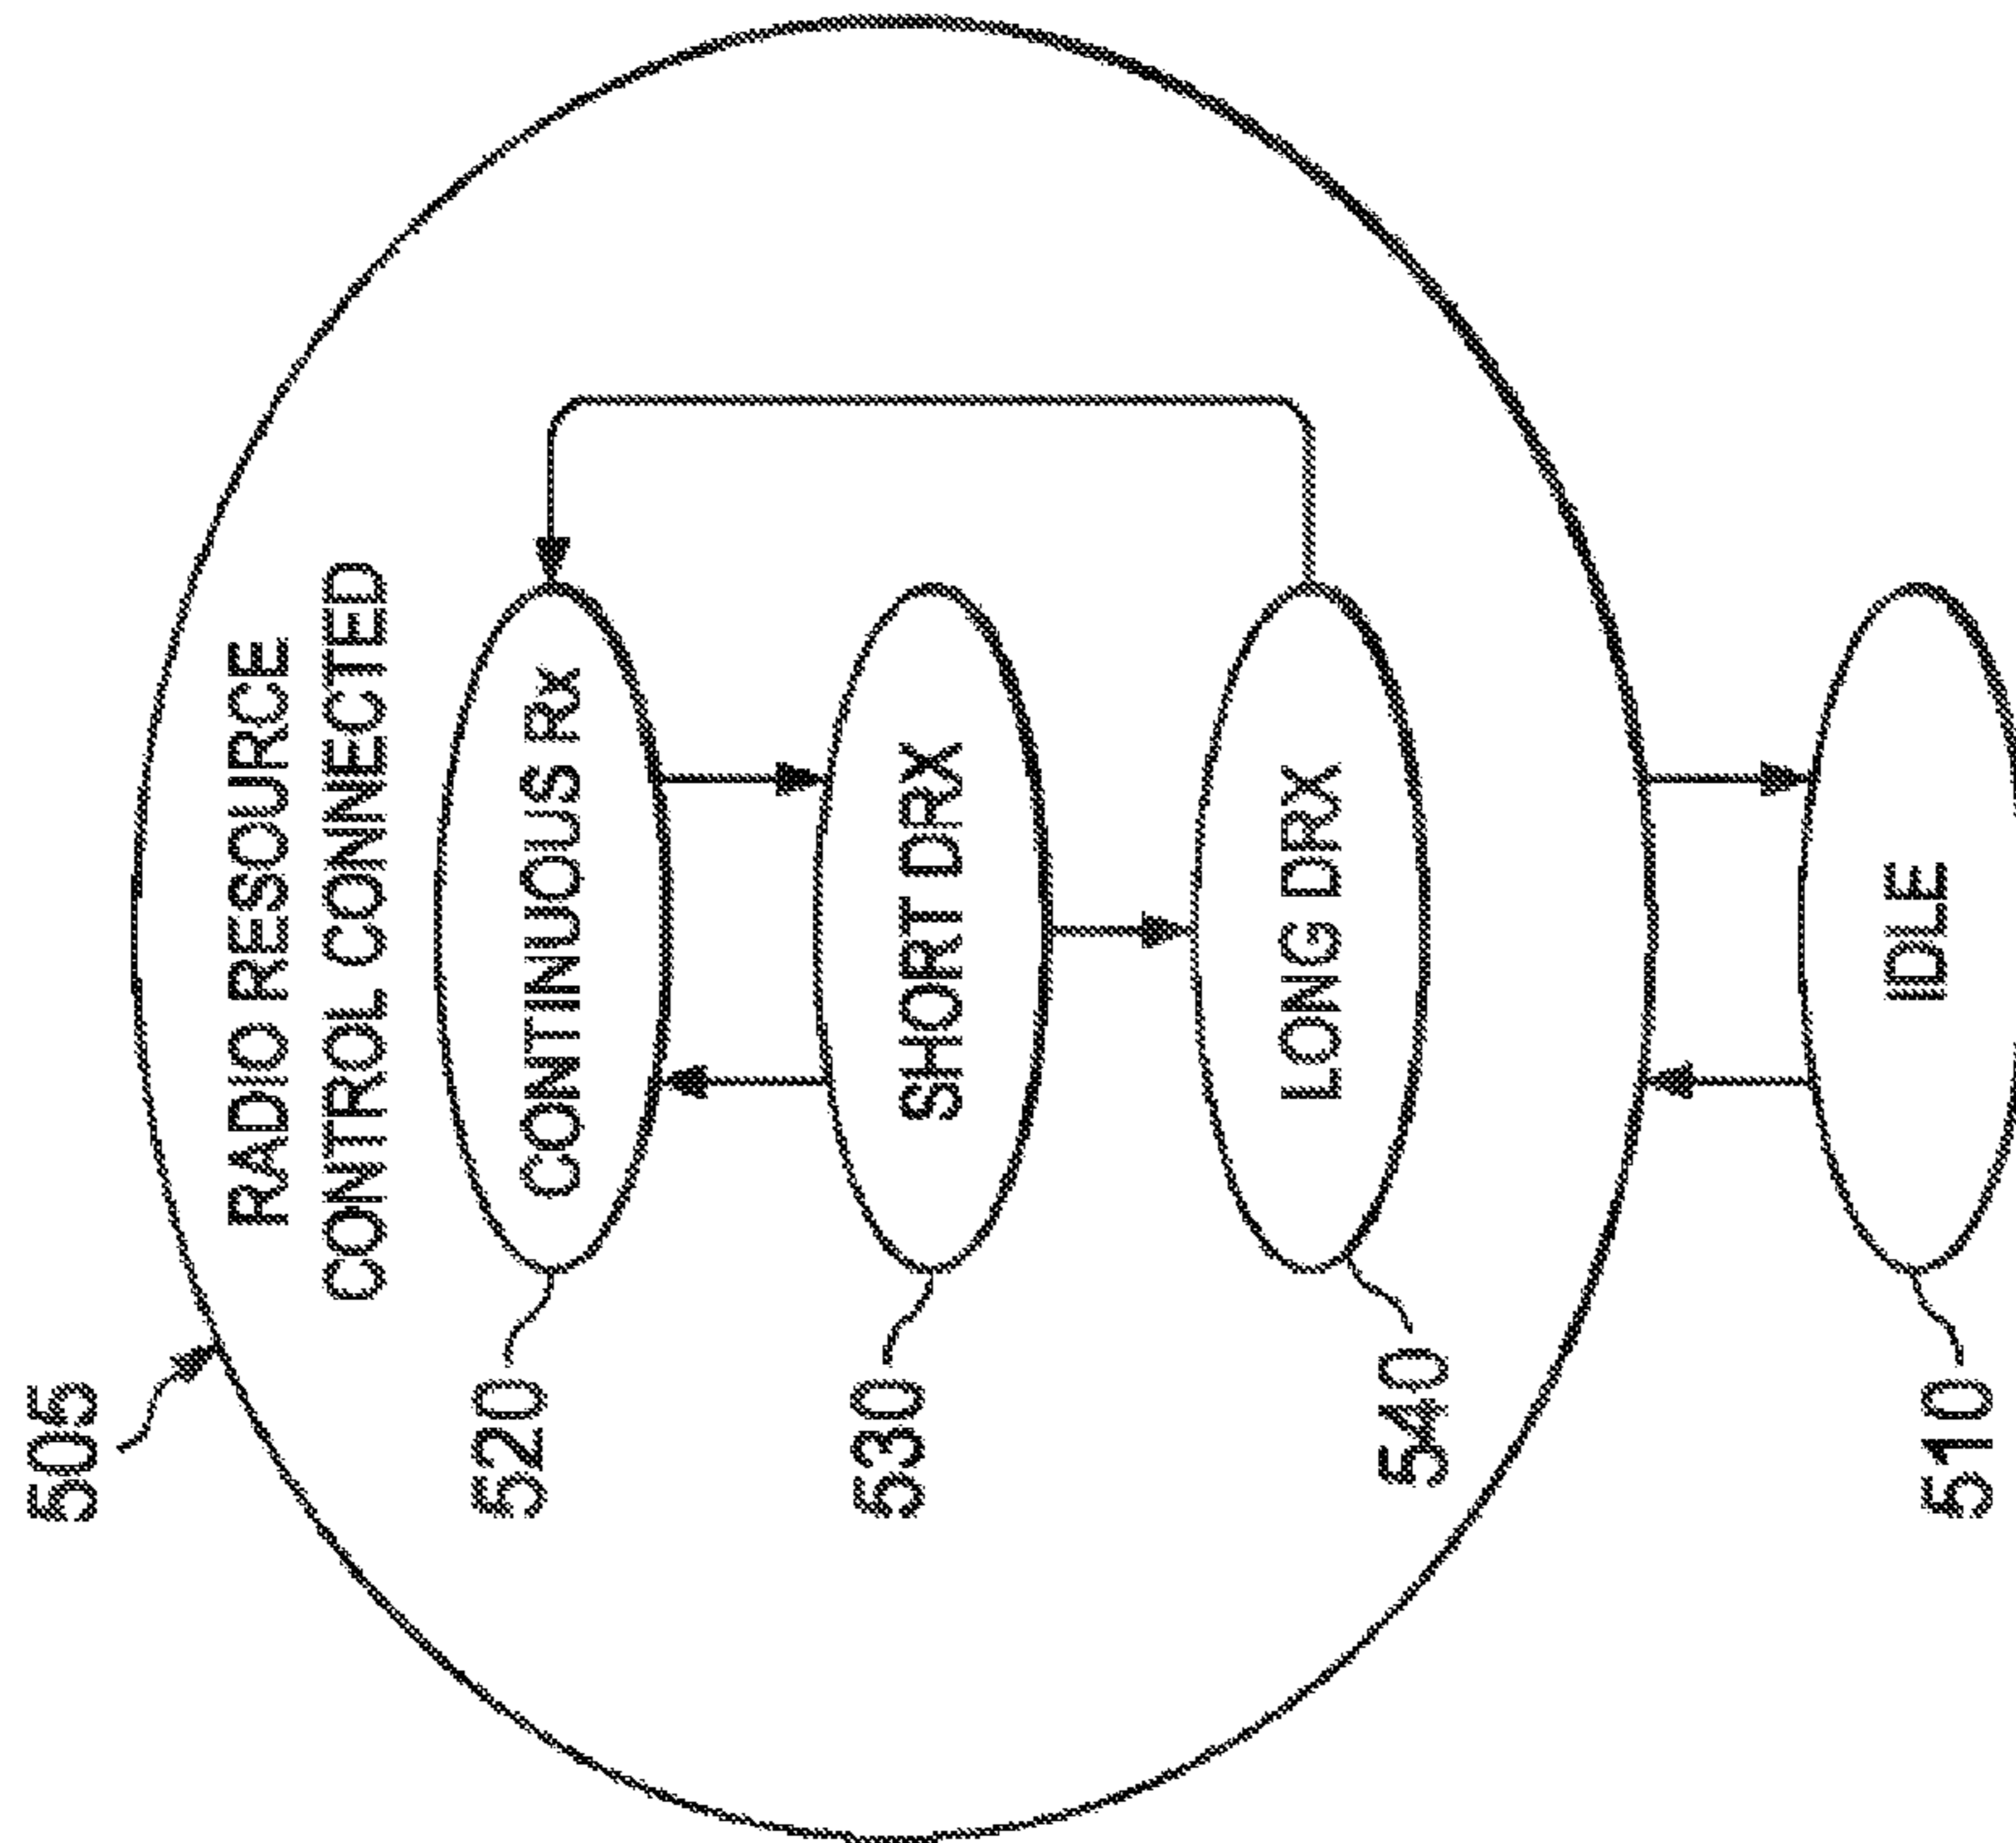 505
RADIO RESOURCE
CONTROL CONNECTED
520
CONTINUOUS Rx
530
SHORT DRX
540
LONG DRX
510
IDLE